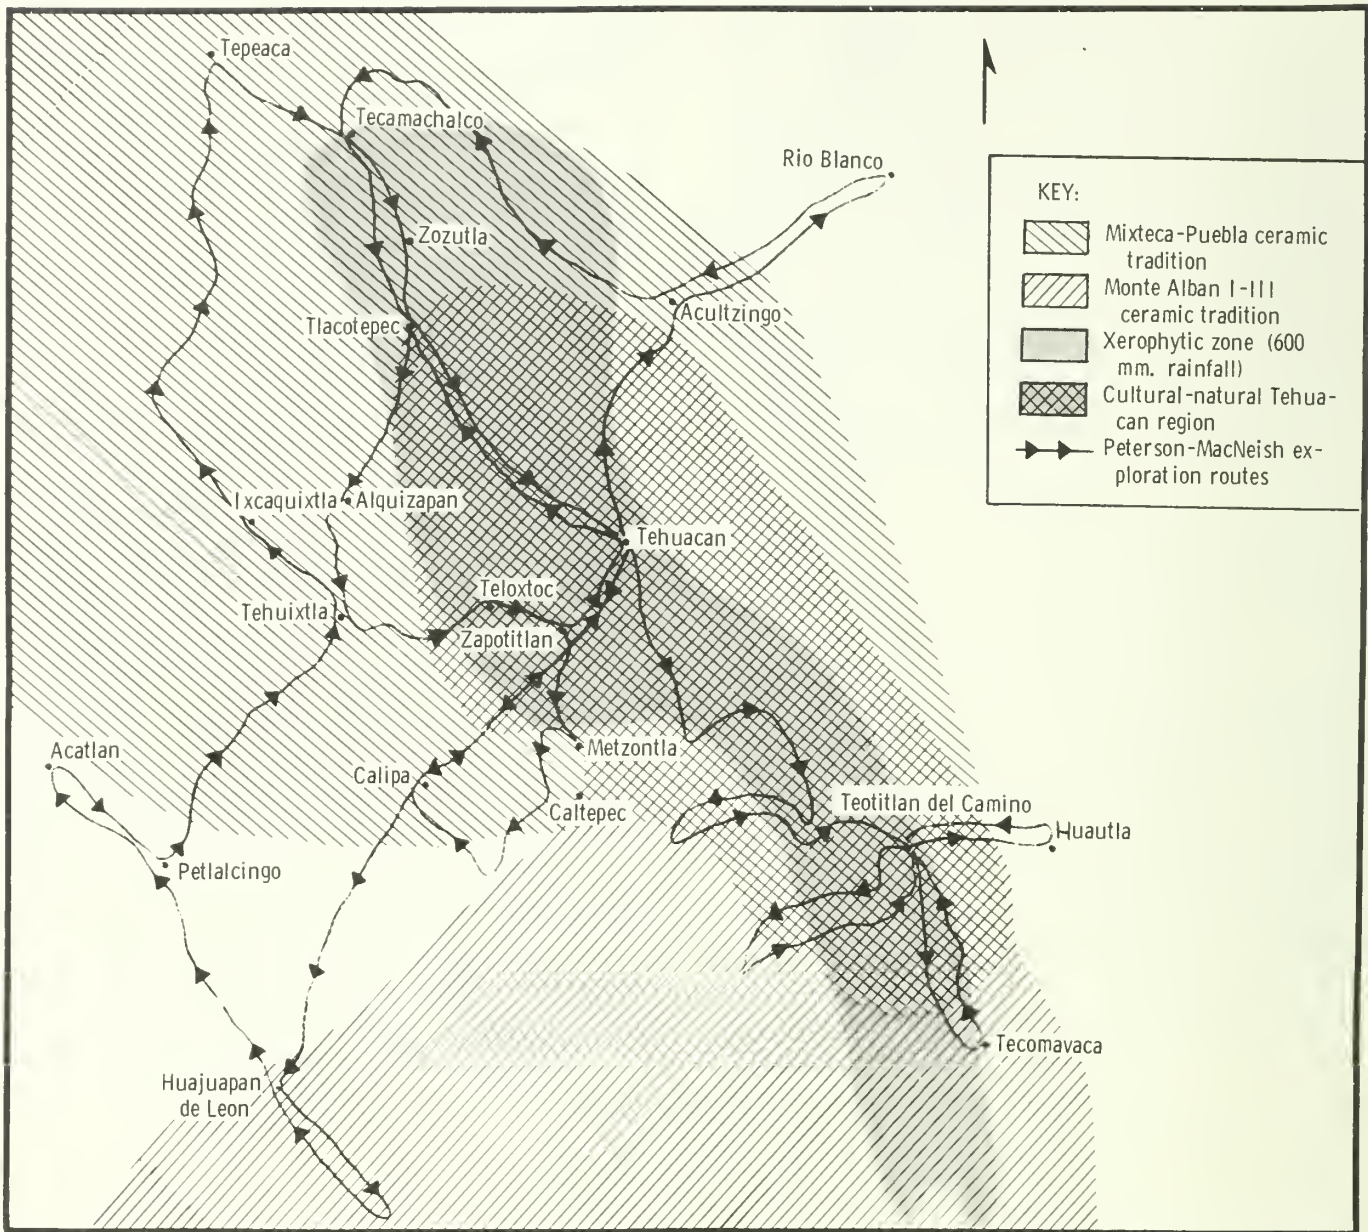 Tepeaca
Tecamachalco
Rio Blanco
Zozutla
Tlacotepec
Acultzingo
Ixcaquixtla
Alquizapan
Tehuacan
Teloxtoc
Tehuixtla
Zapotitlan
Metzontla
Acatlan
Calipa
Caltepec
Teotitlan del Camino
Huautla
Petlalcingo
Tecomavaca
Huajuapan
de Leon
KEY:
Mixteca-Puebla ceramic
tradition
Monte Alban I-III
ceramic tradition
Xerophytic zone (600
mm. rainfall)
Cultural-natural Tehua-
can region
Peterson-MacNeish ex-
ploration routes